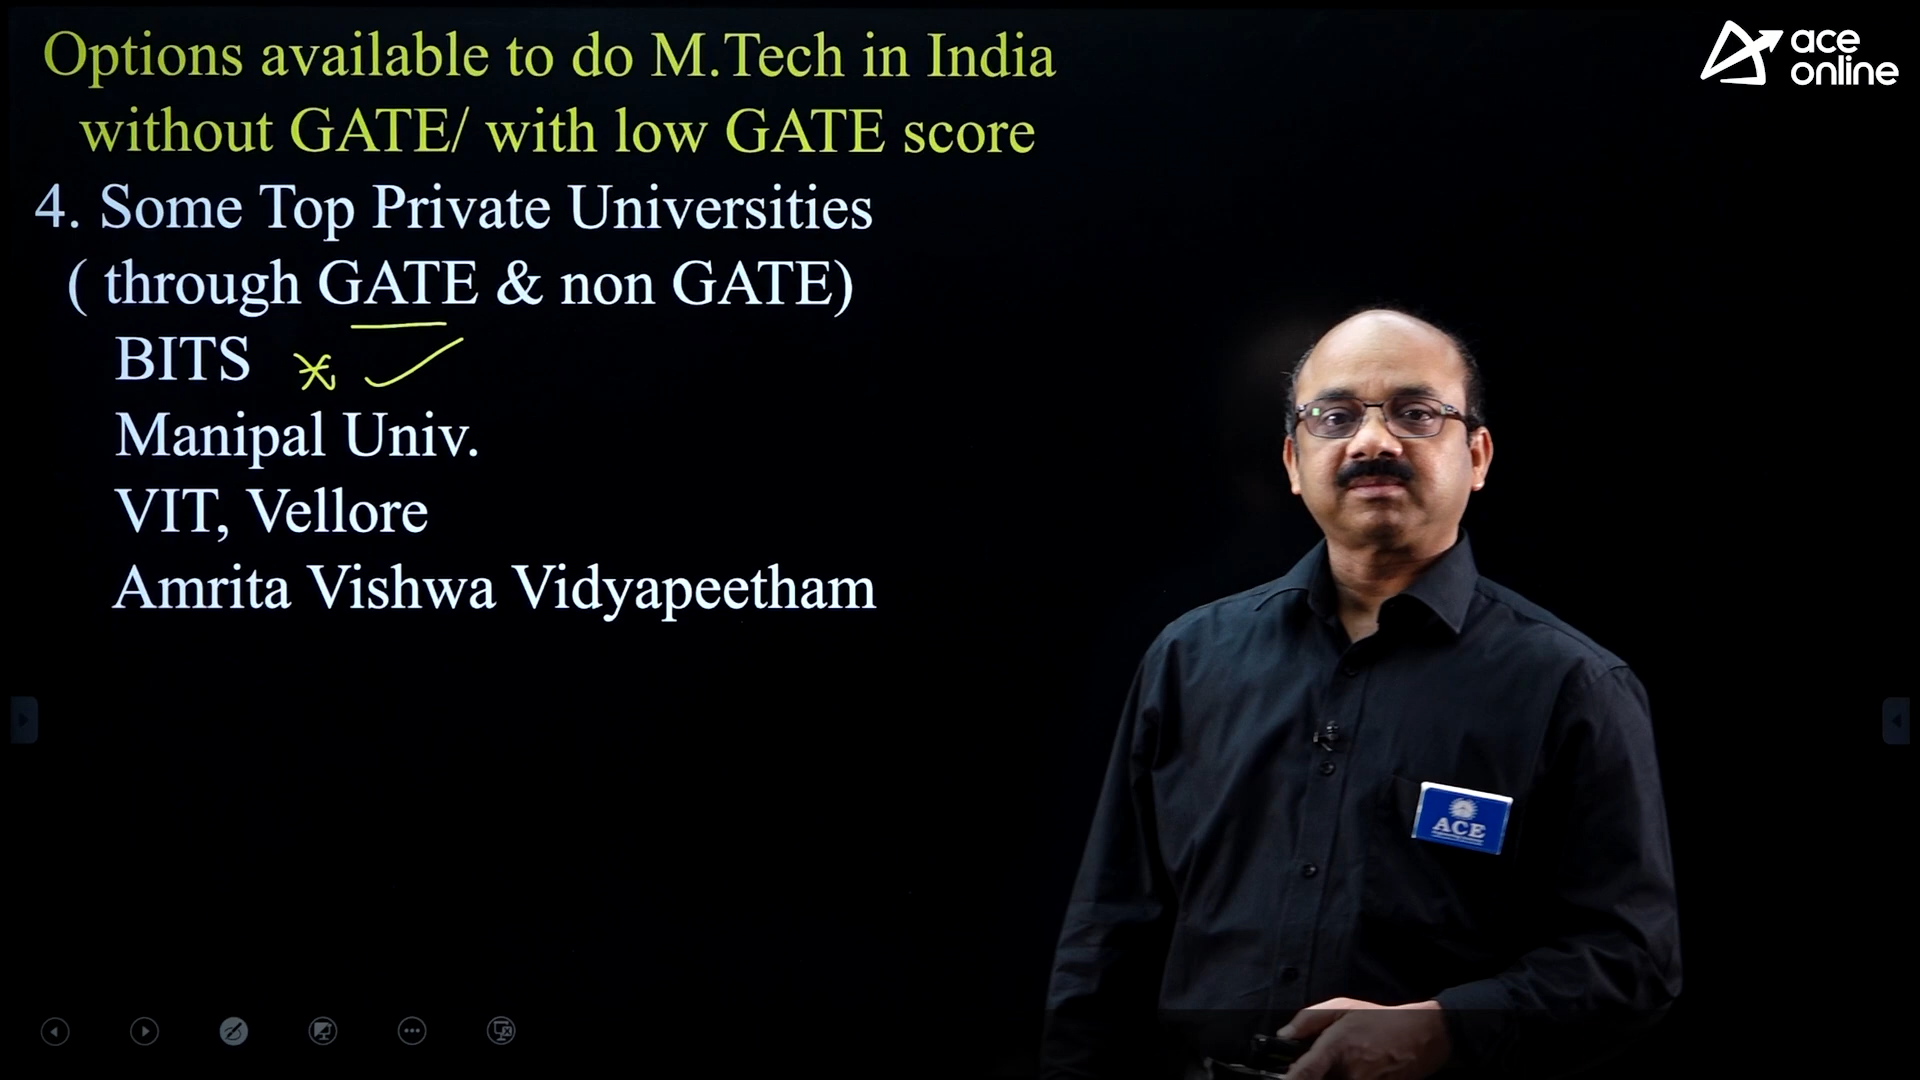 Options available to do M.Tech in India
without GATE/ with low GATE score
4. Some Top Private Universities
( through GATE & non GATE)
BITS
Manipal Univ.
VIT, Vellore
Amrita Vishwa Vidyapeetham
ace
online
ACE